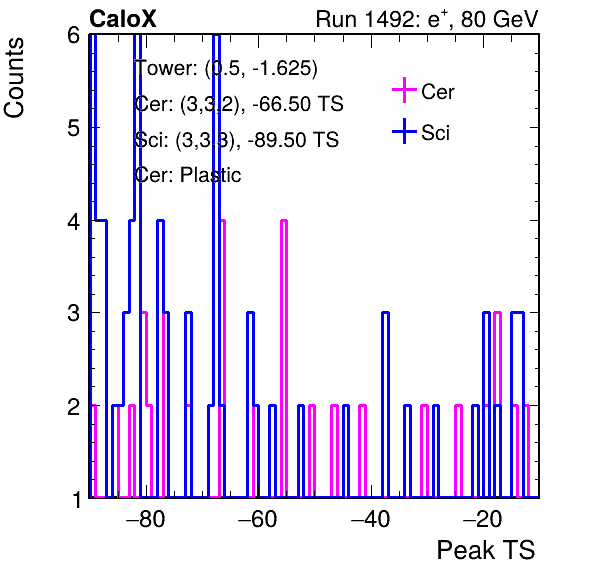 CaloX Run 1492: e⁺, 80 GeV
Counts
6
5
4
3
2
1
Tower: (0.5, -1.625)
Cer: (3,3,2), -66.50 TS
Sci: (3,3,3), -89.50 TS
Cer: Plastic
Cer
Sci
−80 −60 −40 −20
Peak TS